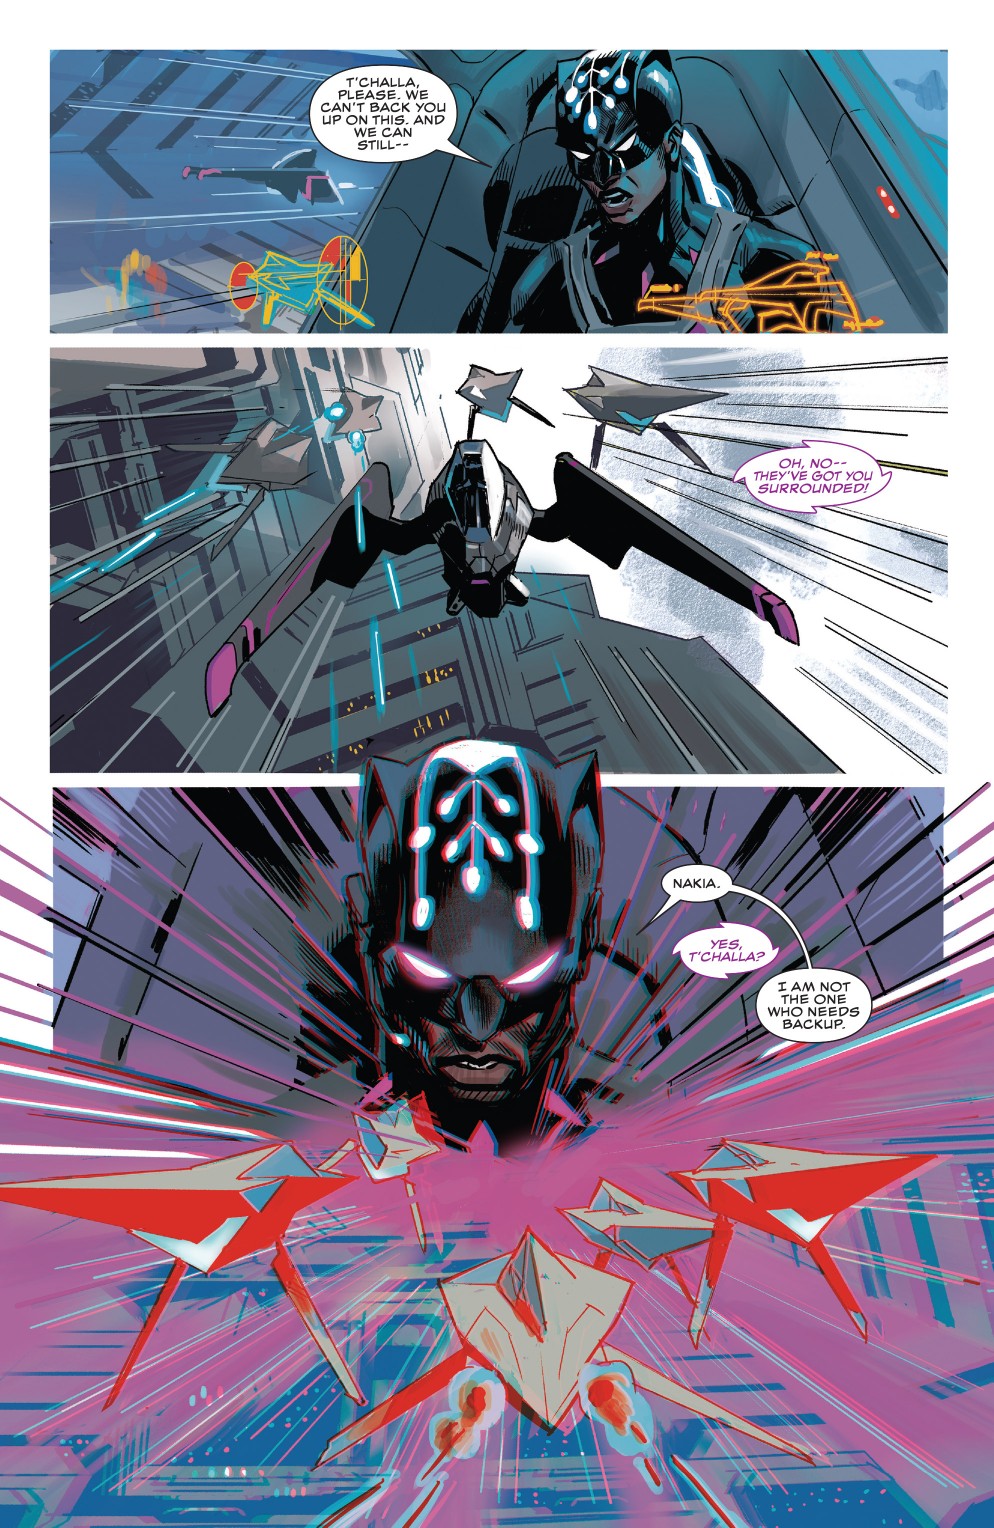 T'CHALLA,
PLEASE. WE
CAN'T BACK YOU
UP ON THIS. AND
WE CAN
STILL--
OH, NO--
THEY'VE GOT YOU
SURROUNDED!
NAKIA.
YES,
T'CHALLA?
I AM NOT
THE ONE
WHO NEEDS
BACKUP.